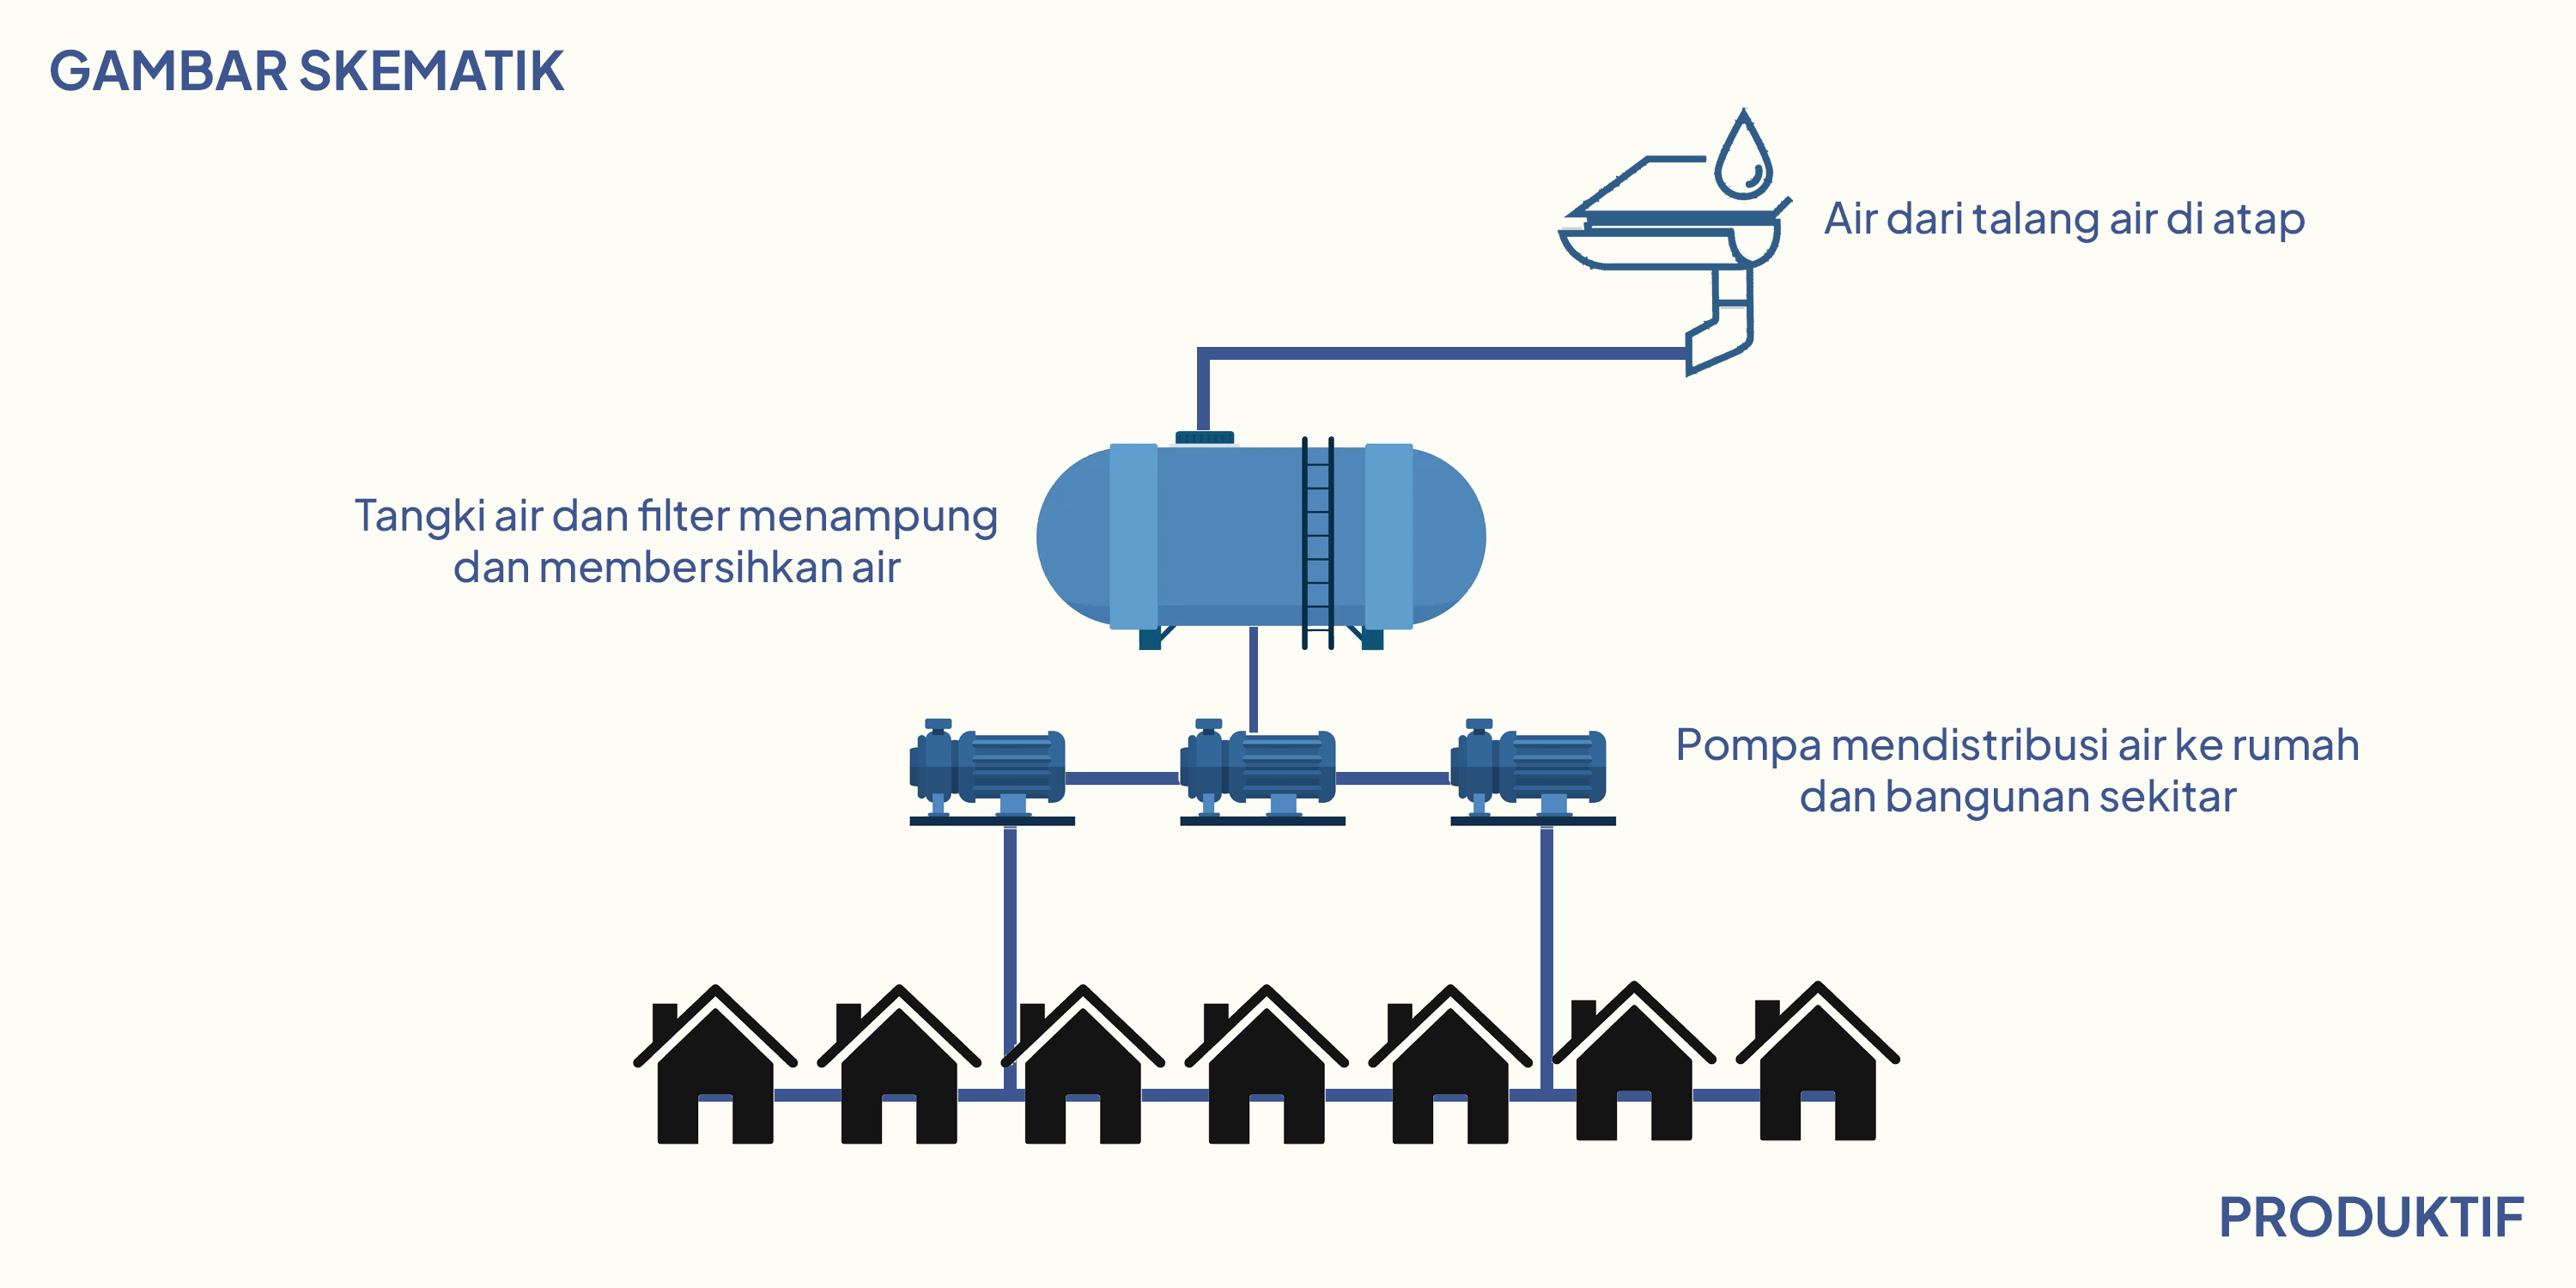 GAMBAR SKEMATIK
Air dari talang air di atap
Tangki air dan filter menampung
dan membersihkan air
Pompa mendistribusi air ke rumah
dan bangunan sekitar
PRODUKTIF